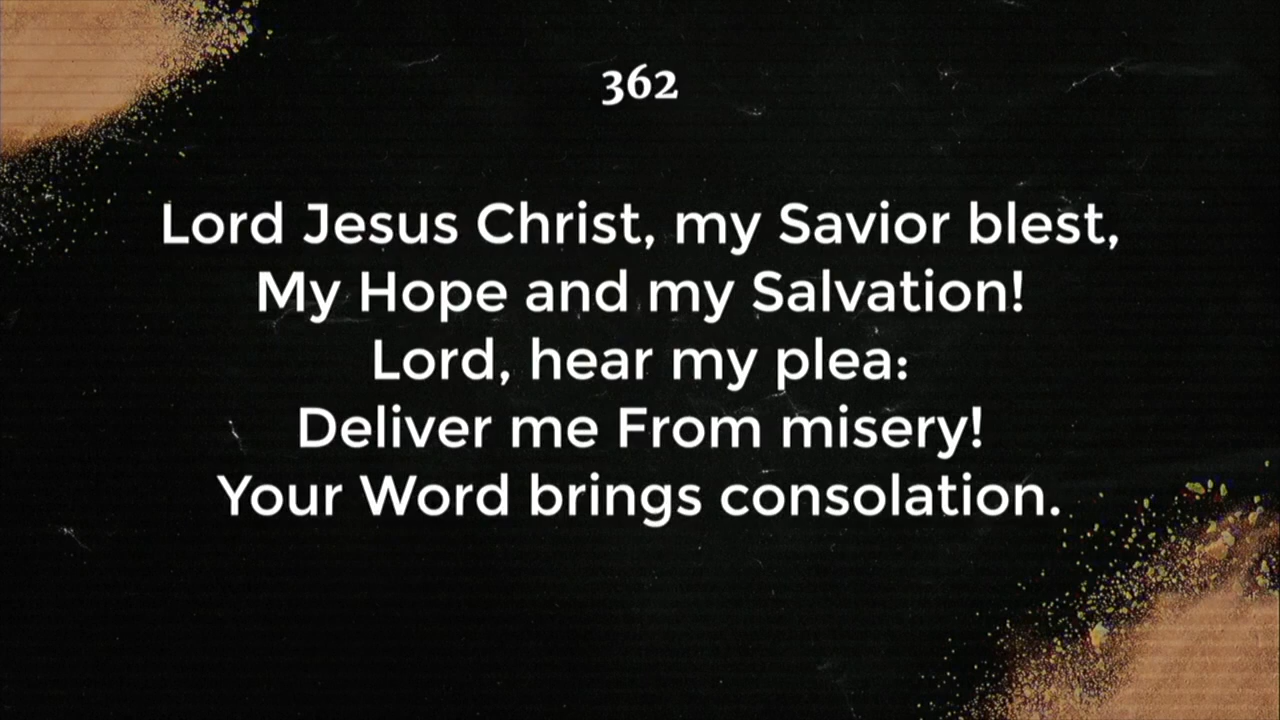 362
Lord Jesus Christ, my Savior blest,
My Hope and my Salvation!
Lord, hear my plea:
Deliver me From misery!
Your Word brings consolation.